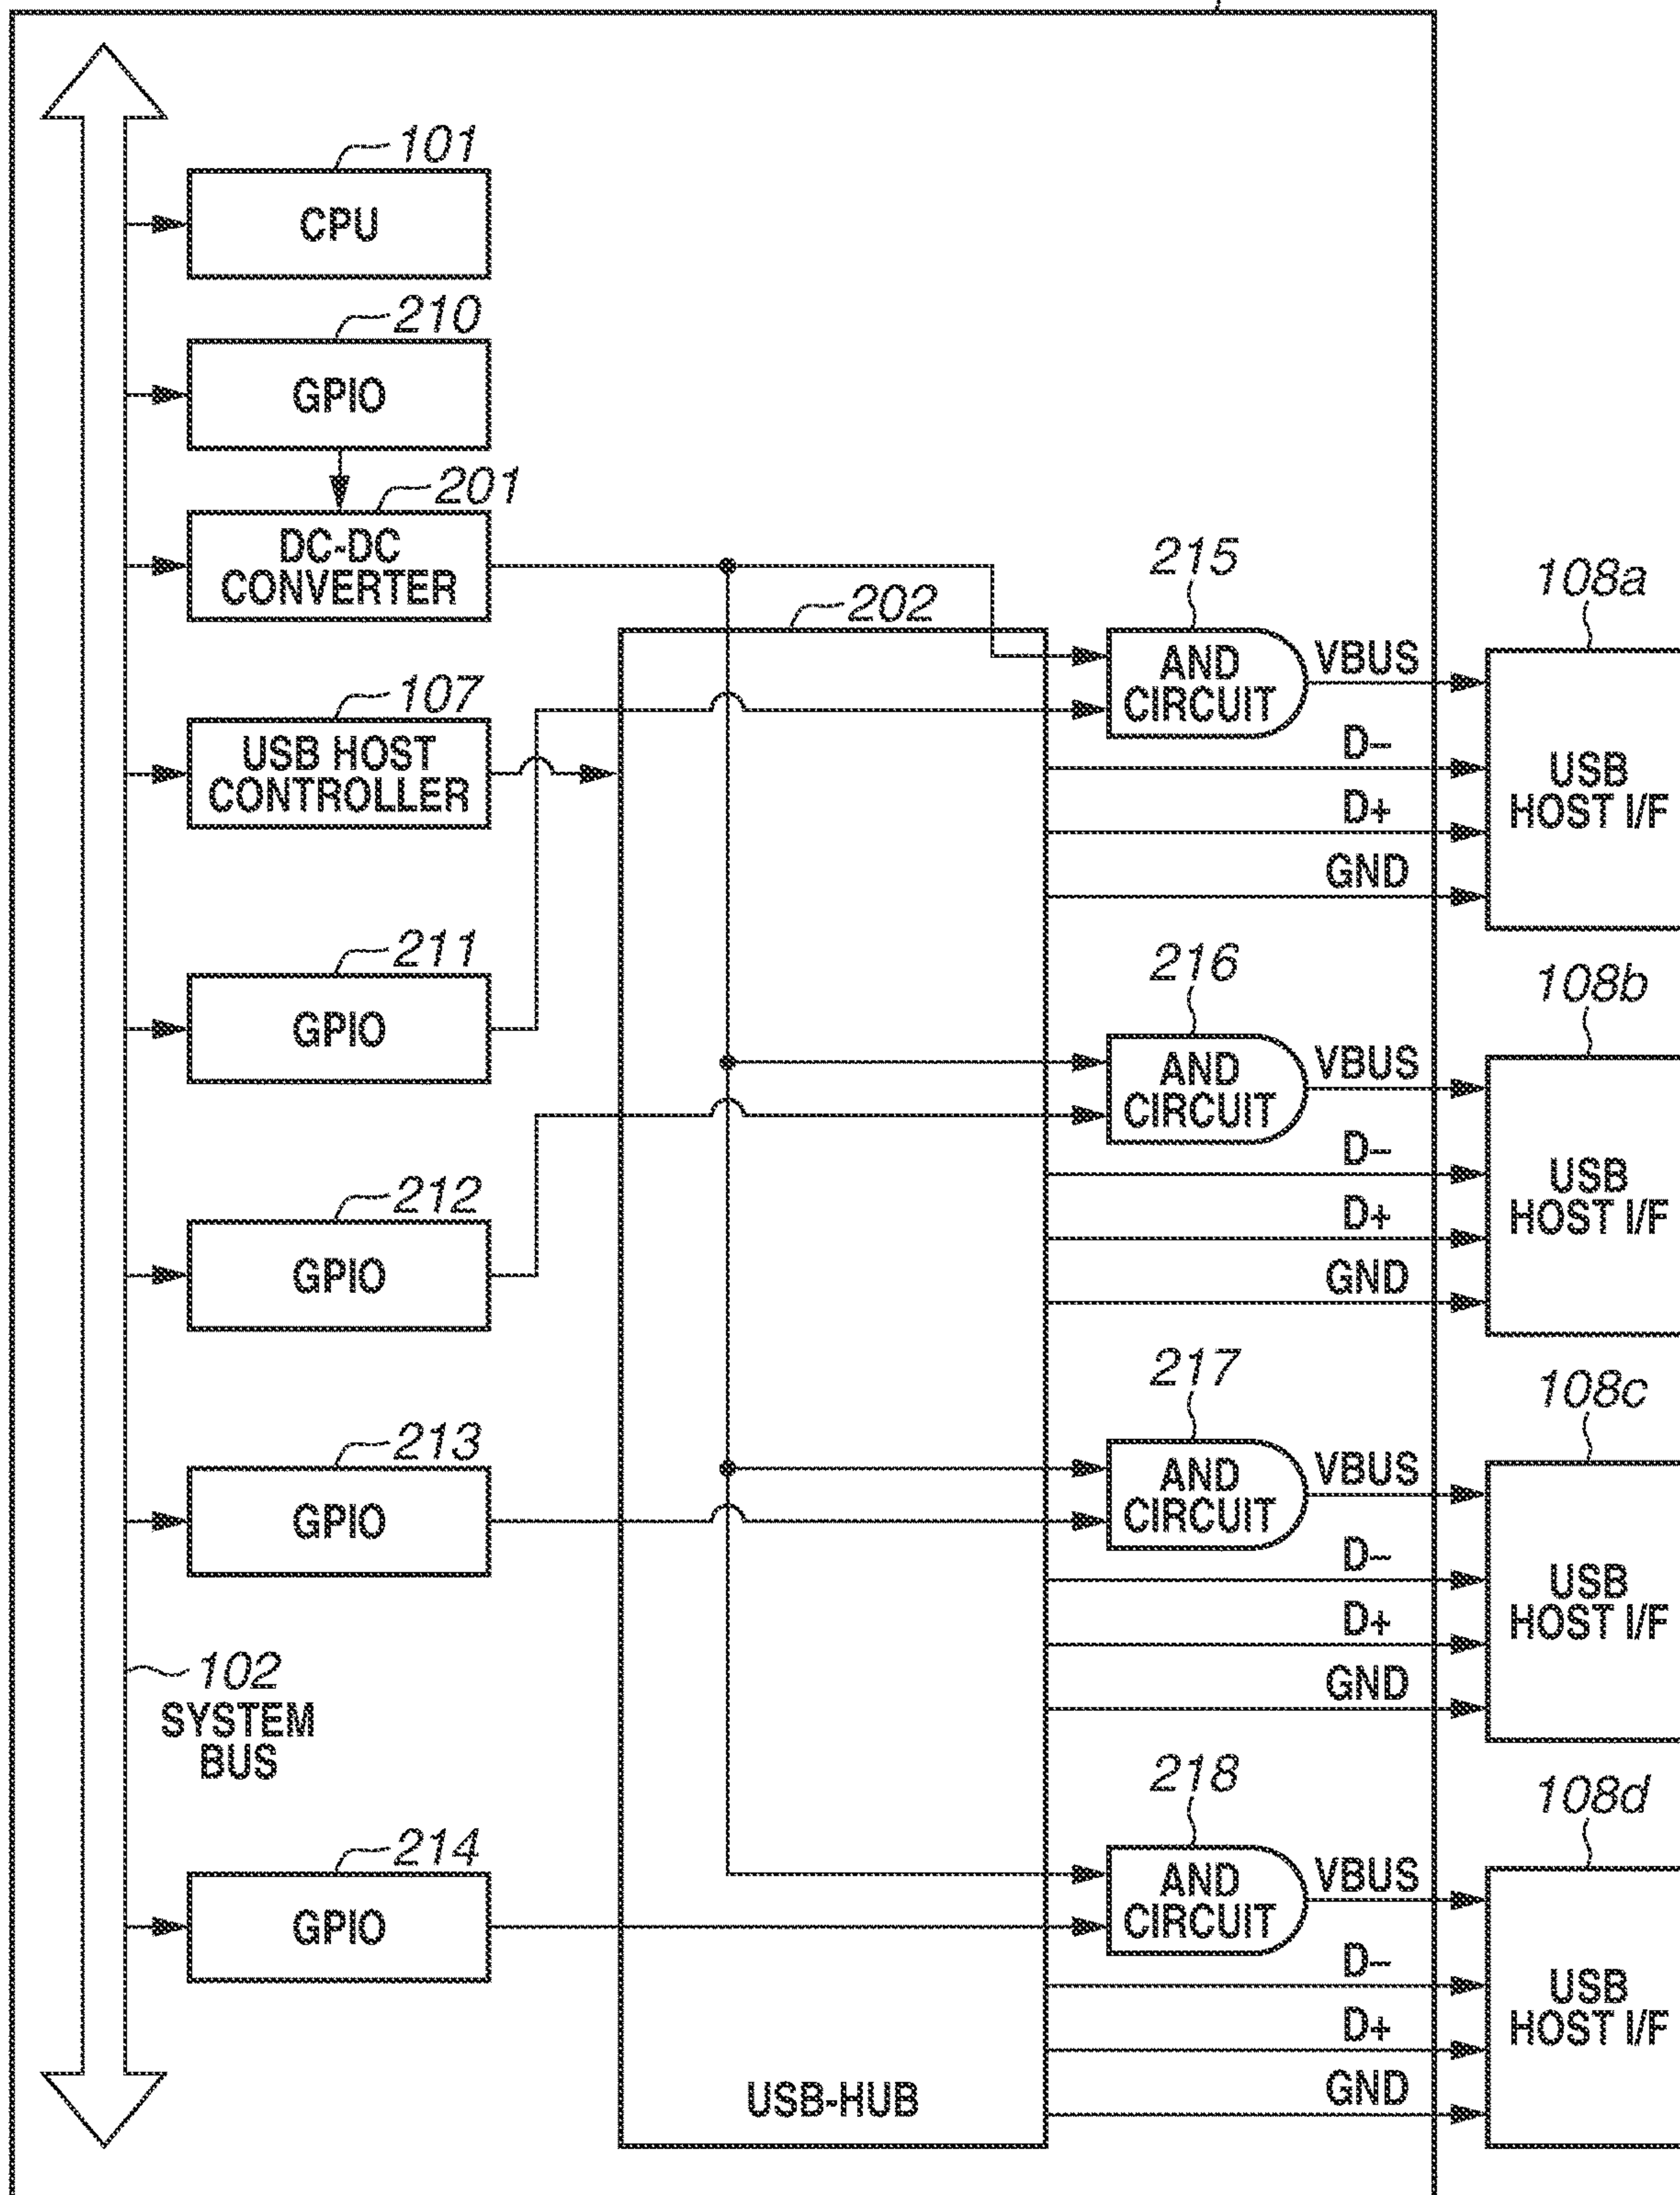 101
CPU
210
GPIO
201
DC-DC
CONVERTER
107
USB HOST
CONTROLLER
211
GPIO
212
GPIO
213
GPIO
102
SYSTEM
BUS
214
GPIO
202
USB-HUB
215
AND
CIRCUIT
VBUS
D–
D+
GND
108a
USB
HOST I/F
216
AND
CIRCUIT
VBUS
D–
D+
GND
108b
USB
HOST I/F
217
AND
CIRCUIT
VBUS
D–
D+
GND
108c
USB
HOST I/F
218
AND
CIRCUIT
VBUS
D–
D+
GND
108d
USB
HOST I/F